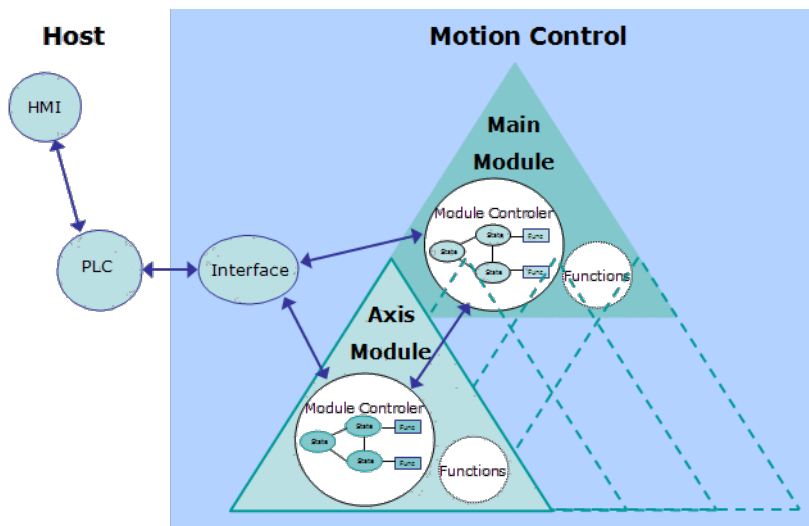 Host
Motion Control
HMI
Main
Module
Module Controler
State
Func
State
State
Func
PLC
Interface
Functions
Axis
Module
Module Controler
State
Func
State
State
Func
Functions